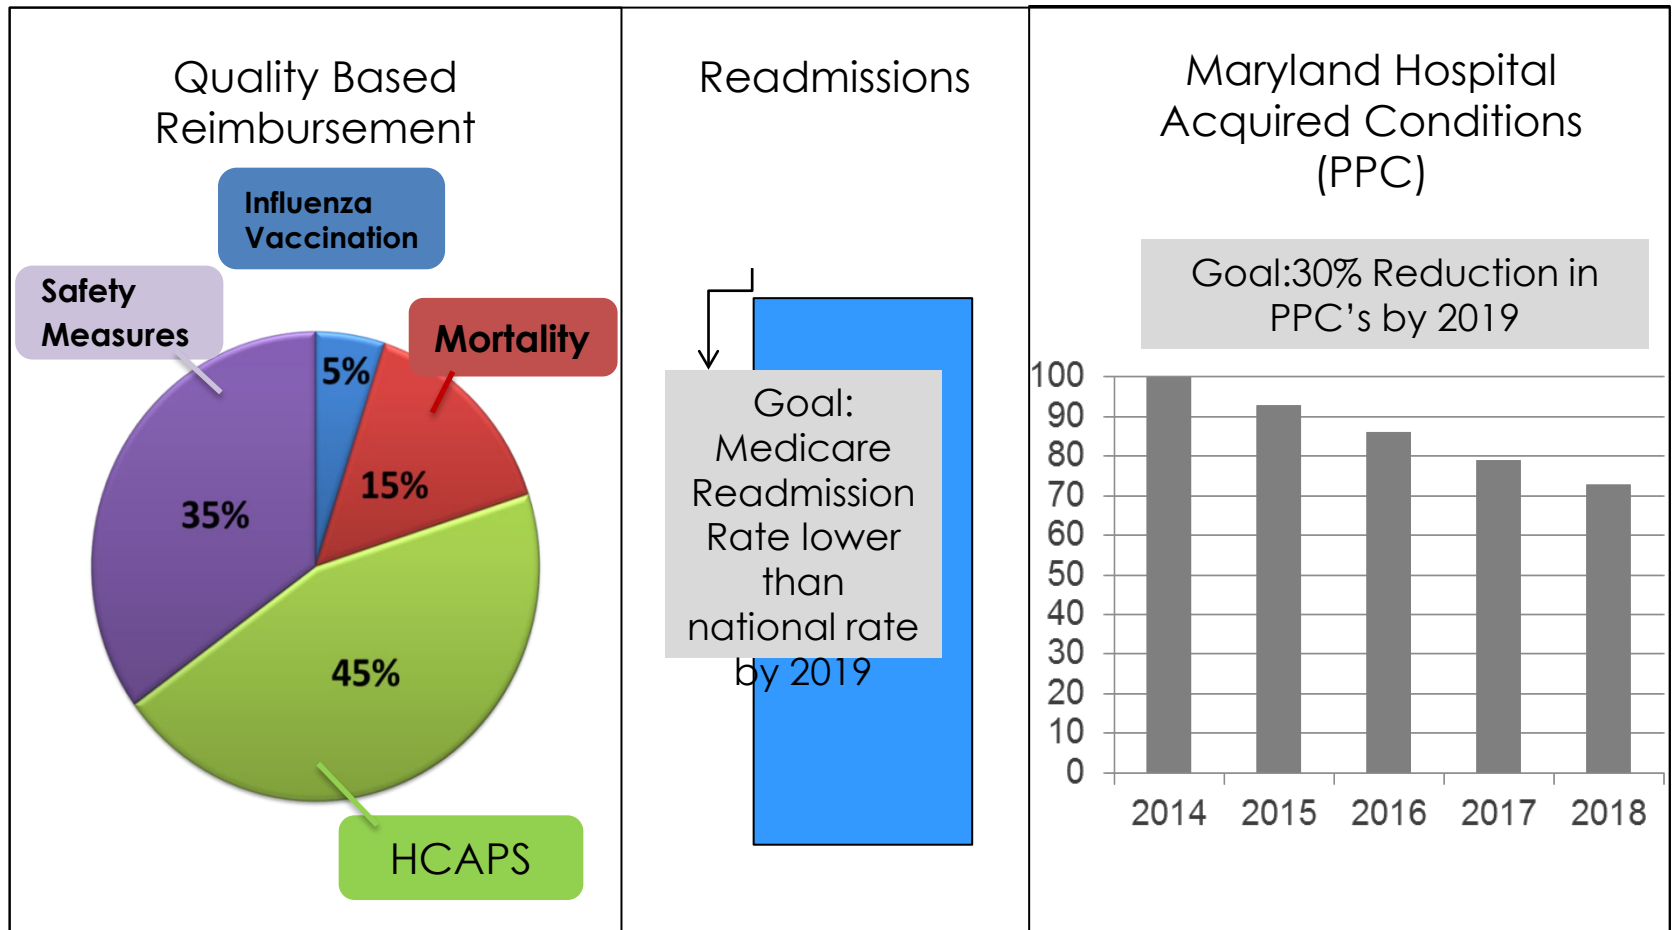 Quality Based
Reimbursement
Influenza
Vaccination
Safety
Measures
Mortality
5%
15%
35%
45%
HCAPS
Readmissions
Goal:
Medicare
Readmission
Rate lower
than
national rate
by 2019
Maryland Hospital
Acquired Conditions
(PPC)
Goal:30% Reduction in
PPC’s by 2019
100
90
80
70
60
50
40
30
20
10
0
2014 2015 2016 2017 2018